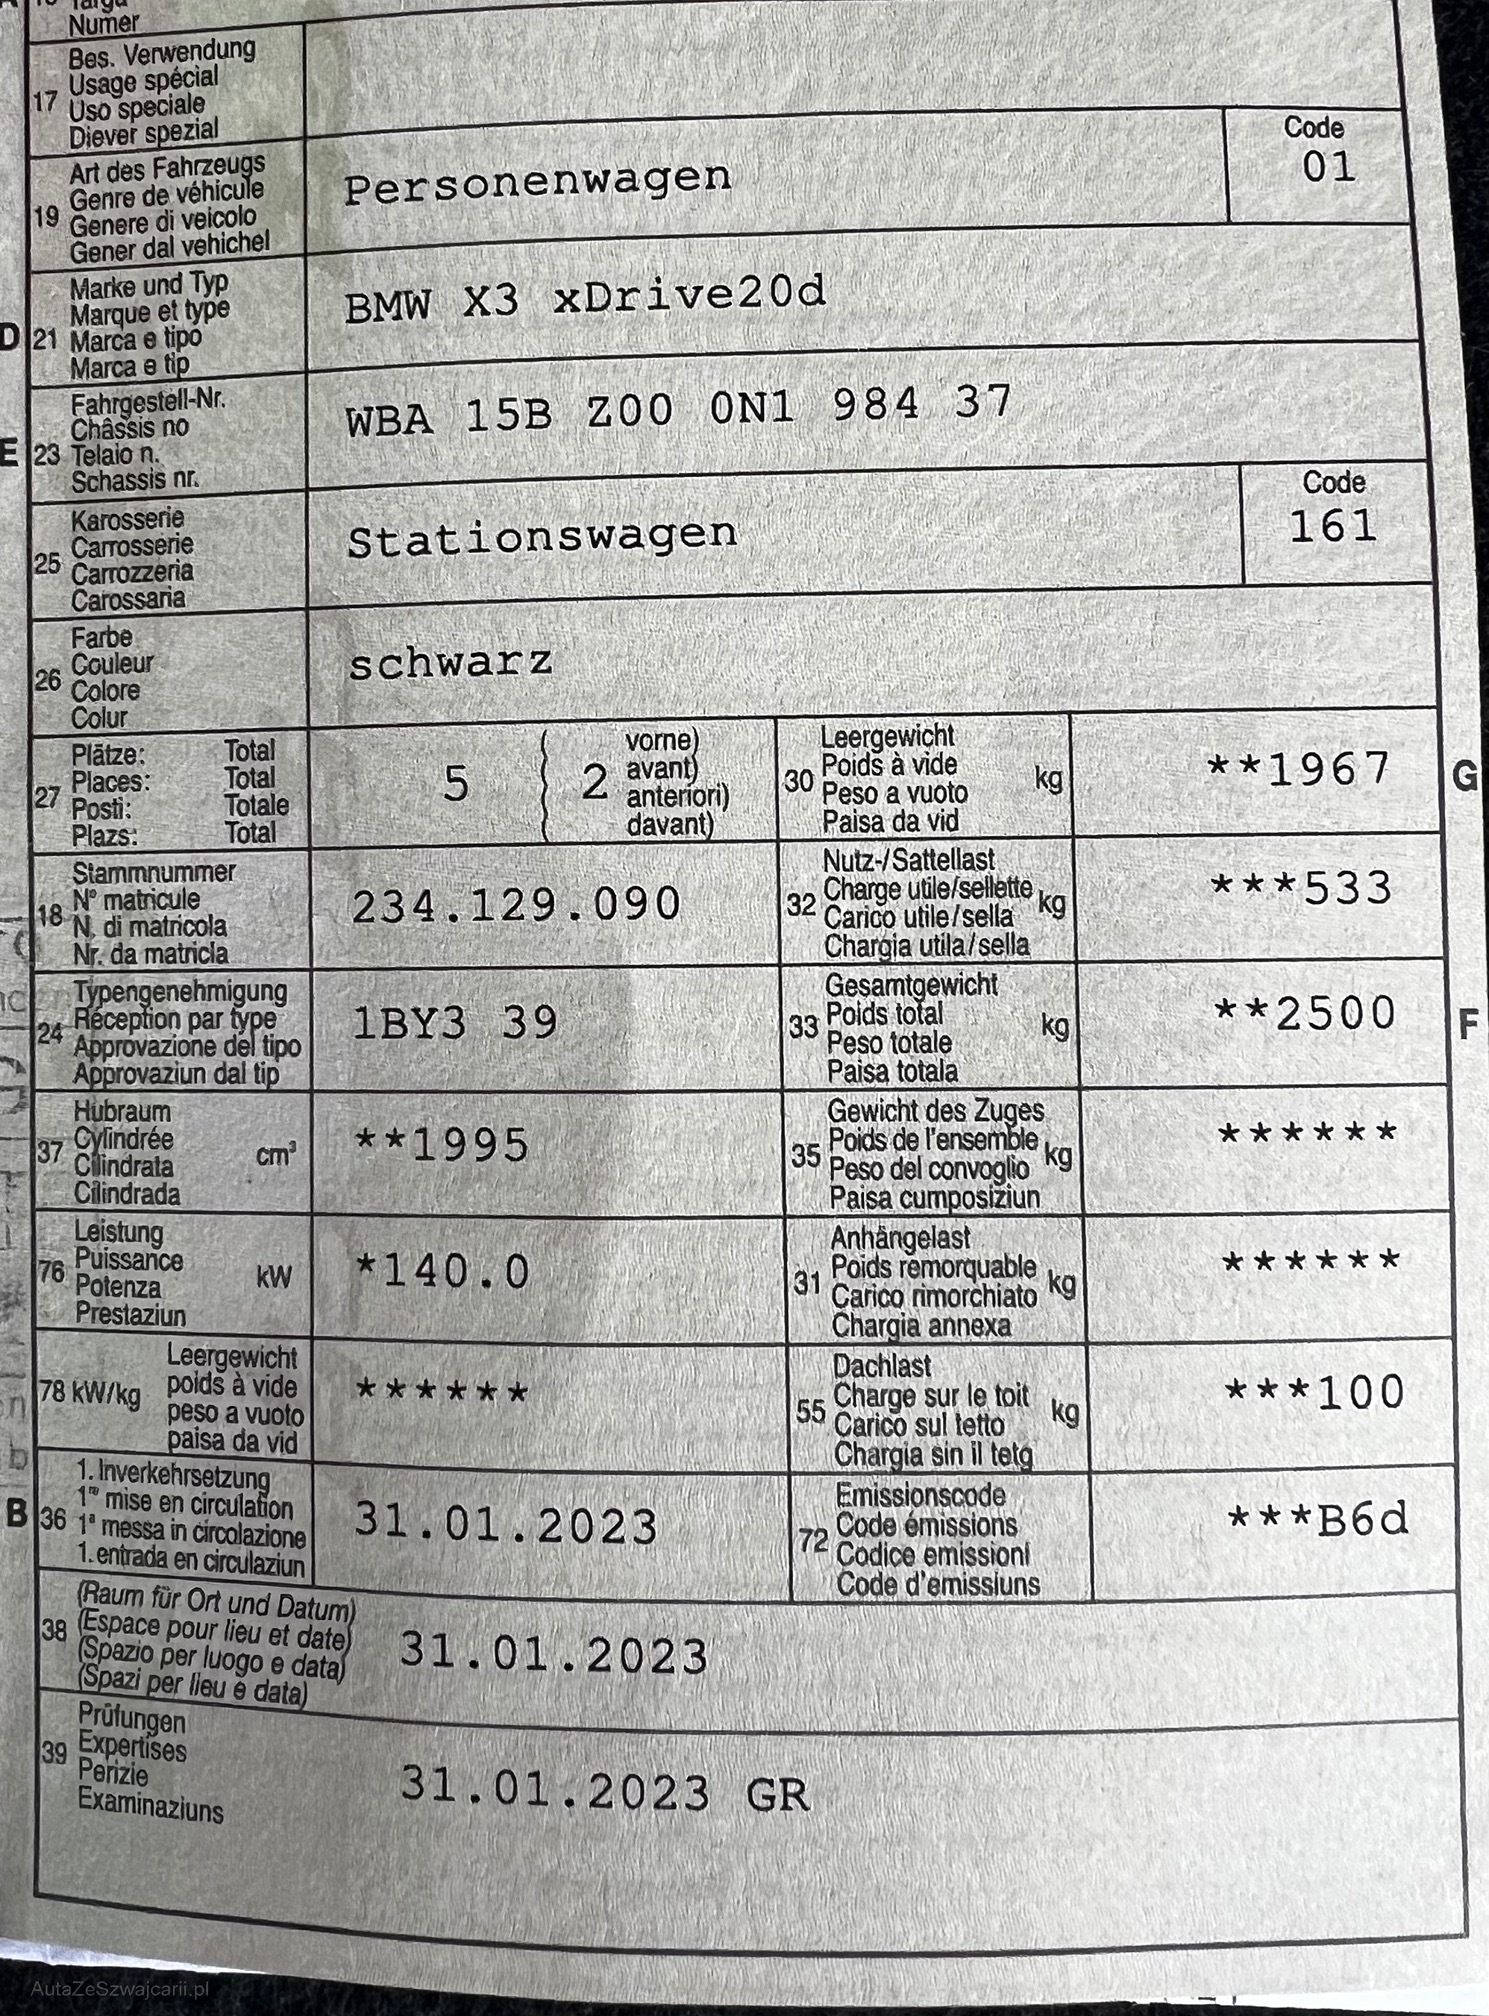 Targa
Numer
17 Bes. Verwendung
Usage spécial
Uso speciale
Diever spezial
19 Art des Fahrzeugs
Genre de véhicule
Genere di veicolo
Gener dal vehichel
Personenwagen
Code
01
D 21 Marke und Typ
Marque et type
Marca e tipo
Marca e tip
BMW X3 xDrive20d
E 23 Fahrgestell-Nr.
Châssis no
Telaio n.
Schassis nr.
WBA 15B Z00 0N1 984 37
25 Karosserie
Carrosserie
Carrozzeria
Carossaria
Stationswagen
Code
161
26 Farbe
Couleur
Colore
Colur
schwarz
27 Plätze: Total
Places: Total
Posti: Totale
Plazs: Total
5 { 2 vorne)
avant)
anteriori)
davant)
30 Leergewicht
Poids à vide
Peso a vuoto
Paisa da vid
kg
**1967
G
18 Stammnummer
N° matricule
N. di matricola
Nr. da matricla
234.129.090
32 Nutz-/Sattellast
Charge utile/sellette
Carico utile/sella
Chargia utila/sella
kg
***533
24 Typengenehmigung
Réception par type
Approvazione del tipo
Approvaziun dal tip
1BY3 39
33 Gesamtgewicht
Poids total
Peso totale
Paisa totala
kg
**2500
F
37 Hubraum
Cylindrée
Cilindrata
Cilindrada
cm³
**1995
35 Gewicht des Zuges
Poids de l'ensemble
Peso del convoglio
Paisa cumposiziun
kg
******
76 Leistung
Puissance
Potenza
Prestaziun
kW
*140.0
31 Anhängelast
Poids remorquable
Carico rimorchiato
Chargia annexa
kg
******
78 kW/kg Leergewicht
poids à vide
peso a vuoto
paisa da vid
******
55 Dachlast
Charge sur le toit
Carico sul tetto
Chargia sin il tetg
kg
***100
B 36 1. Inverkehrsetzung
1re mise en circulation
1a messa in circolazione
1. entrada en circulaziun
31.01.2023
72 Emissionscode
Code émissions
Codice emissioni
Code d'emissiuns
***B6d
38 (Raum für Ort und Datum)
(Espace pour lieu et date)
(Spazio per luogo e data)
(Spazi per lieu e data)
31.01.2023
39 Prüfungen
Expertises
Perizie
Examinaziuns
31.01.2023 GR
AutaZeSzwajcarii.pl